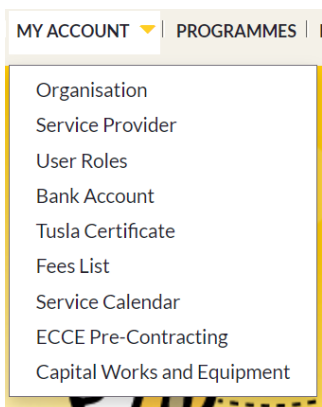 MY ACCOUNT PROGRAMMES
Organisation
Service Provider
User Roles
Bank Account
Tusla Certificate
Fees List
Service Calendar
ECCE Pre-Contracting
Capital Works and Equipment